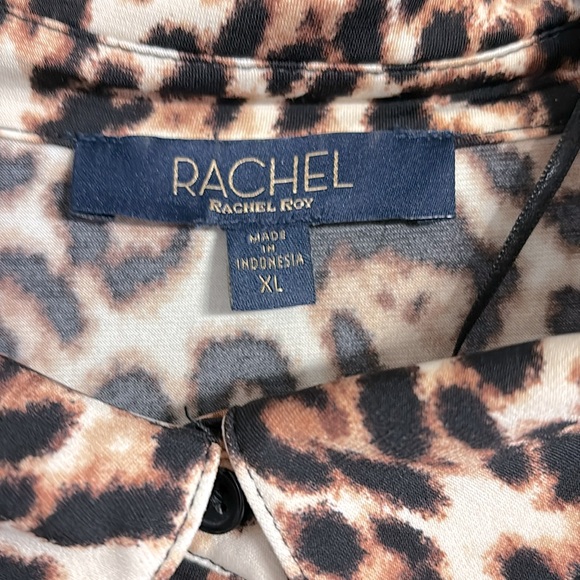 RACHEL
RACHEL ROY
MADE
IN
INDONESIA
XL